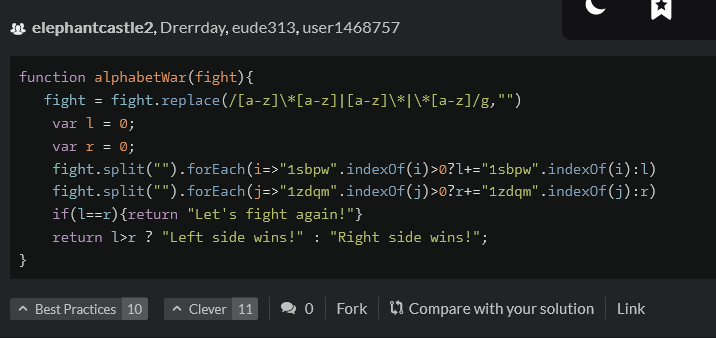 elephantcastle2, Drerrday, eude313, user1468757
function alphabetWar(fight){
fight = fight.replace(/[a-z]\*[a-z]|[a-z]\*|\*[a-z]/g,"")
var l = 0;
var r = 0;
fight.split("").forEach(i=>"1sbpw".indexOf(i)>0?l+="1sbpw".indexOf(i):l)
fight.split("").forEach(j=>"1zdqm".indexOf(j)>0?r+="1zdqm".indexOf(j):r)
if(l==r){return "Let's fight again!"}
return l>r ? "Left side wins!" : "Right side wins!";
}
Best Practices 10 Clever 11 0 Fork Compare with your solution Link